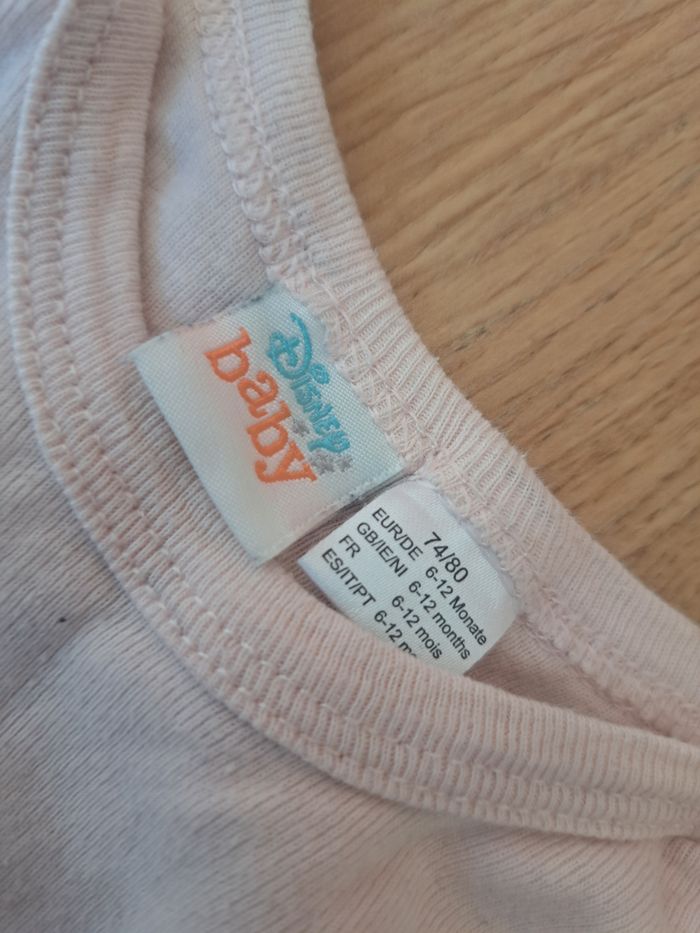 Disney
baby
74/80
EUR/DE 6-12 Monate
GB/IE/NI 6-12 months
FR 6-12 mois
ES/IT/PT 6-12